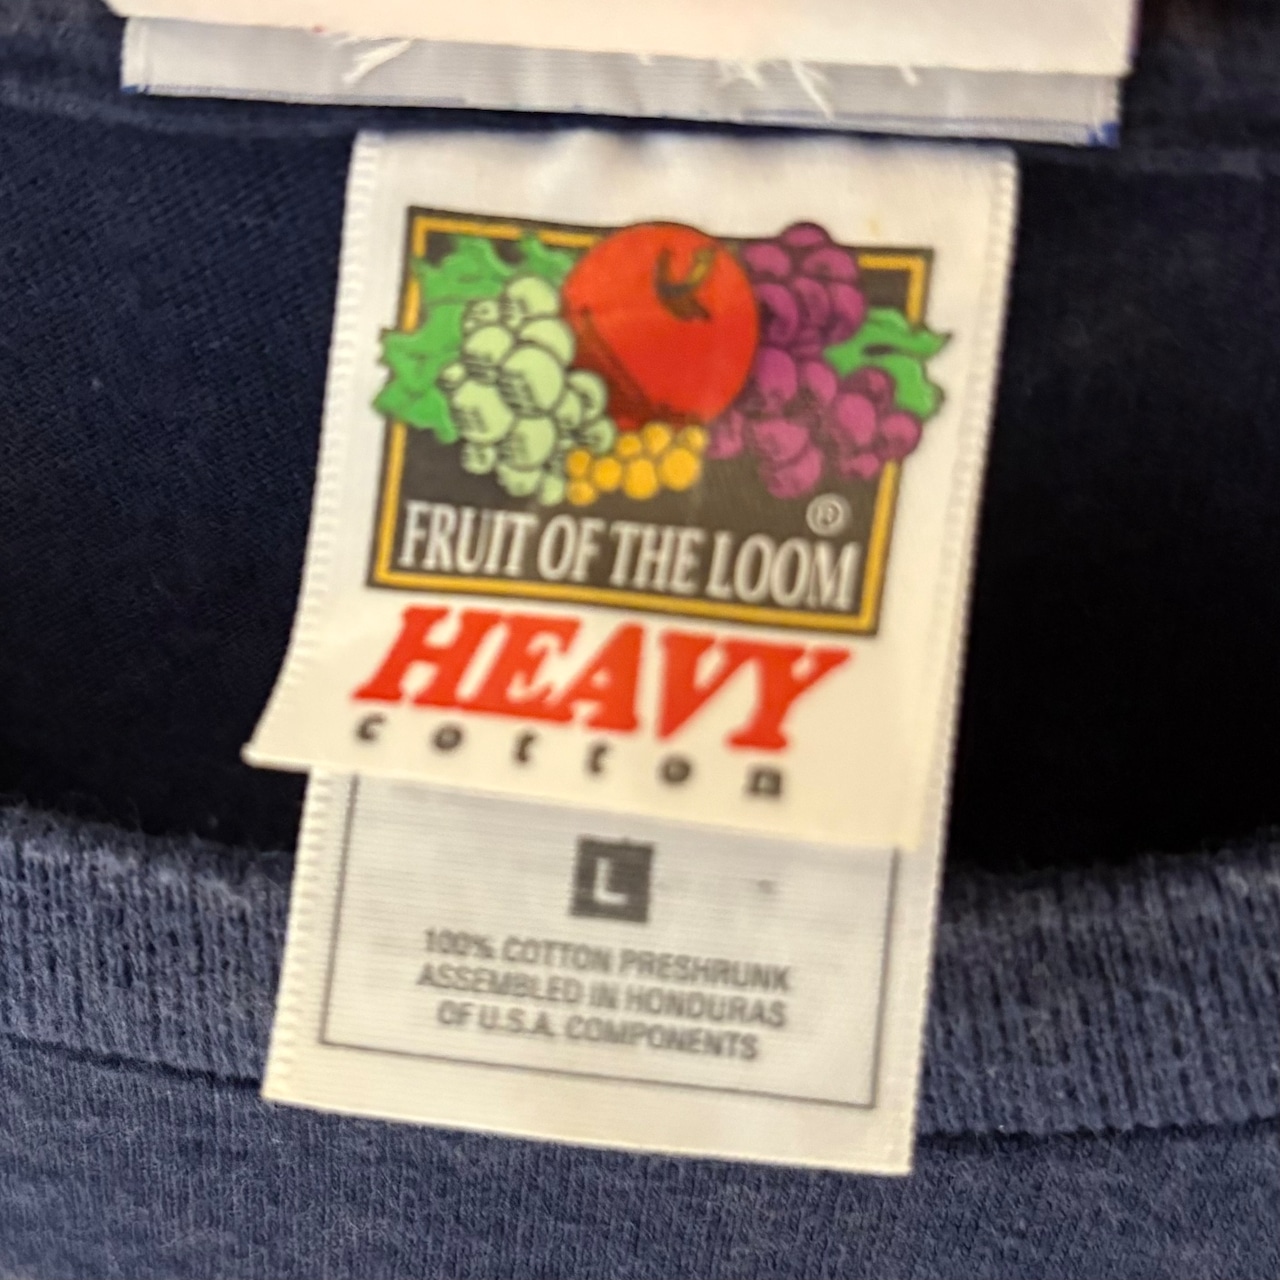 FRUIT OF THE LOOM ®
HEAVY
cotton
L
100% COTTON PRESHRUNK
ASSEMBLED IN HONDURAS
OF U.S.A. COMPONENTS